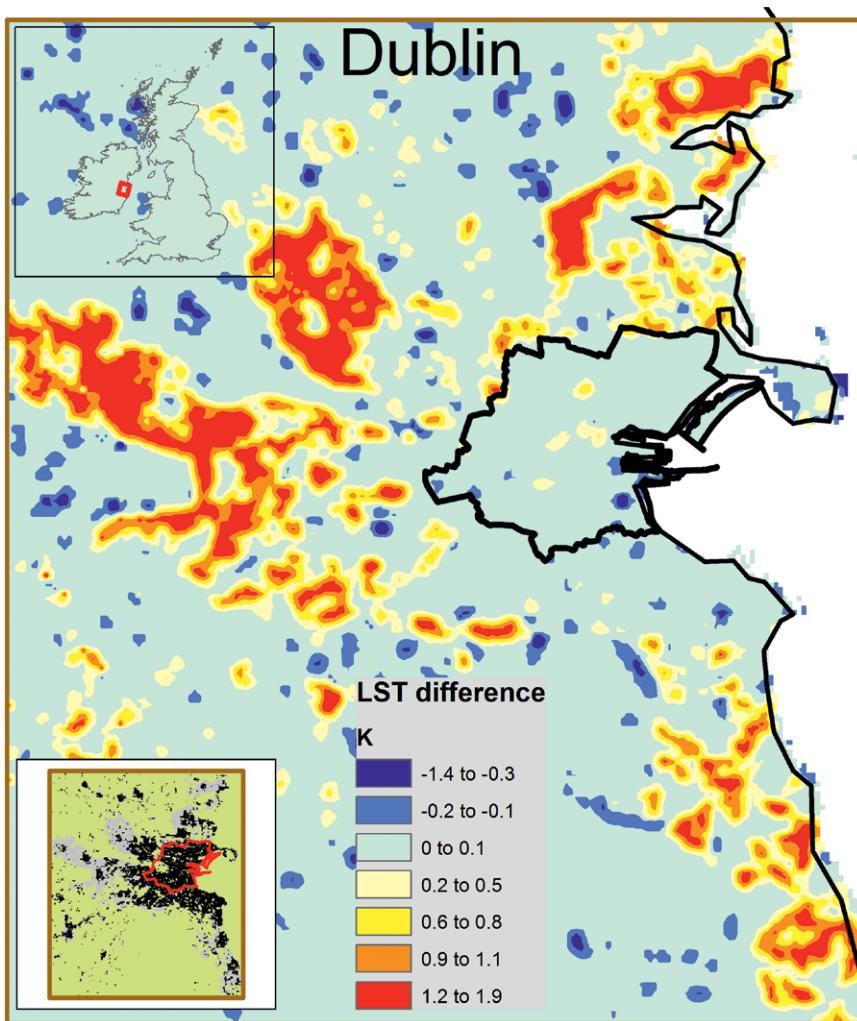 Dublin
LST difference
K
-1.4 to -0.3
-0.2 to -0.1
0 to 0.1
0.2 to 0.5
0.6 to 0.8
0.9 to 1.1
1.2 to 1.9